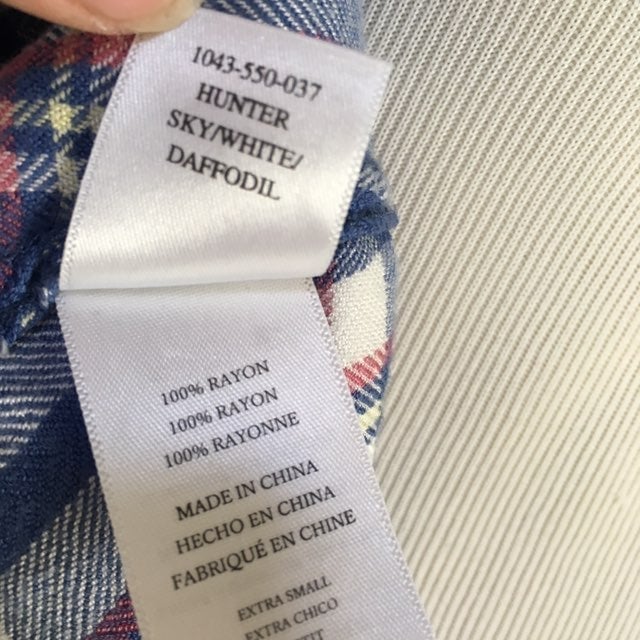 1043-550-037
HUNTER
SKY/WHITE/
DAFFODIL
100% RAYON
100% RAYON
100% RAYONNE
MADE IN CHINA
HECHO EN CHINA
FABRIQUÉ EN CHINE
EXTRA SMALL
EXTRA CHICO